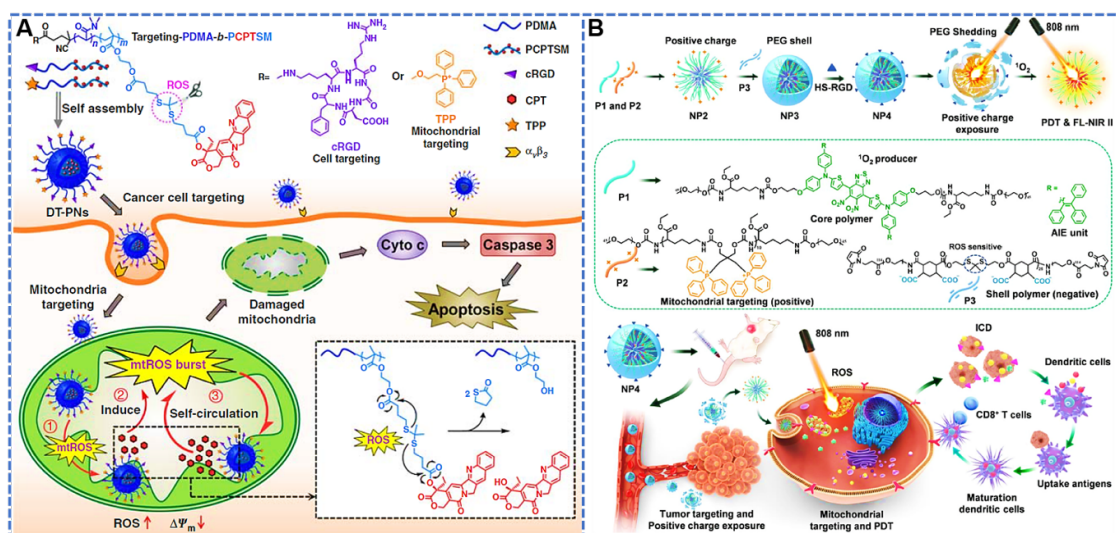 A
Targeting-PDMA-b-PCPTSM
Self assembly
ROS
R=
Or
cRGD
Cell targeting
TPP
Mitochondrial
targeting
PDMA
PCPTSM
cRGD
CPT
TPP
αvβ3
DT-PNs
Cancer cell targeting
Mitochondria
targeting
Damaged
mitochondria
Cyto c
Caspase 3
Apoptosis
mtROS burst
①
②
③
Induce
Self-circulation
mtROS
ROS ↑ ΔΨm ↓
ROS
2
B
P1 and P2
Positive charge
NP2
PEG shell
P3
NP3
HS-RGD
NP4
PEG Shedding
Positive charge
exposure
808 nm
¹O₂
PDT & FL-NIR II
P1
¹O₂ producer
Core polymer
R =
AIE unit
P2
Mitochondrial targeting (positive)
ROS sensitive
P3
Shell polymer (negative)
NP4
808 nm
ROS
ICD
Dendritic cells
CD8⁺ T cells
Uptake antigens
Maturation
dendritic cells
Tumor targeting and
Positive charge exposure
Mitochondrial
targeting and PDT